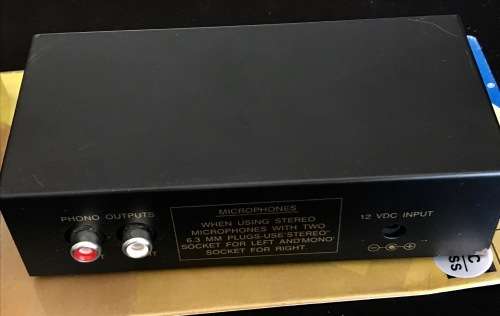 PHONO OUTPUTS
MICROPHONES
WHEN USING STEREO
MICROPHONES WITH TWO
6.3 MM PLUGS-USE'STEREO'
SOCKET FOR LEFT AND'MONO'
SOCKET FOR RIGHT
12 VDC INPUT